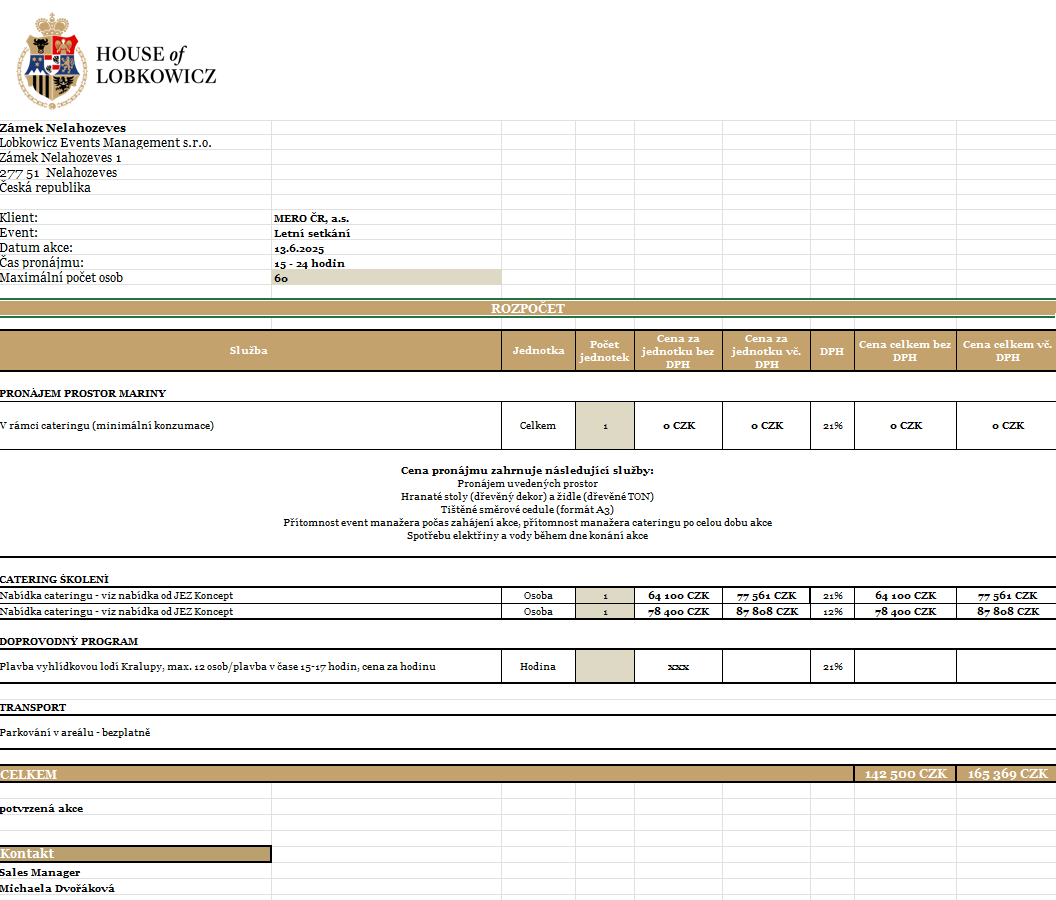 HOUSE of
LOBKOWICZ
Zámek Nelahozeves
Lobkowicz Events Management s.r.o.
Zámek Nelahozeves 1
277 51 Nelahozeves
Česká republika
Klient: MERO ČR, a.s.
Event: Letní setkání
Datum akce: 13.6.2025
Čas pronájmu: 15 - 24 hodin
Maximální počet osob 60
ROZPOČET
Služba Jednotka Počet jednotek Cena za jednotku bez DPH Cena za jednotku vč. DPH DPH Cena celkem bez DPH Cena celkem vč. DPH
PRONÁJEM PROSTOR MARINY
V rámci cateringu (minimální konzumace) Celkem 1 0 CZK 0 CZK 21% 0 CZK 0 CZK
Cena pronájmu zahrnuje následující služby:
Pronájem uvedených prostor
Hranaté stoly (dřevěný dekor) a židle (dřevěné TON)
Tištěné směrové cedule (formát A3)
Přítomnost event manažera počas zahájení akce, přítomnost manažera cateringu po celou dobu akce
Spotřebu elektřiny a vody během dne konání akce
CATERING ŠKOLENÍ
Nabídka cateringu - viz nabídka od JEZ Koncept Osoba 1 64 100 CZK 77 561 CZK 21% 64 100 CZK 77 561 CZK
Nabídka cateringu - viz nabídka od JEZ Koncept Osoba 1 78 400 CZK 87 808 CZK 12% 78 400 CZK 87 808 CZK
DOPROVODNÝ PROGRAM
Plavba vyhlídkovou lodí Kralupy, max. 12 osob/plavba v čase 15-17 hodin, cena za hodinu Hodina xxx 21%
TRANSPORT
Parkování v areálu - bezplatně
CELKEM 142 500 CZK 165 369 CZK
potvrzená akce
Kontakt
Sales Manager
Michaela Dvořáková